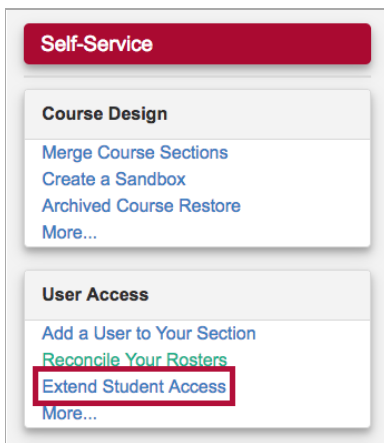 Self-Service
Course Design
Merge Course Sections
Create a Sandbox
Archived Course Restore
More...
User Access
Add a User to Your Section
Reconcile Your Rosters
Extend Student Access
More...